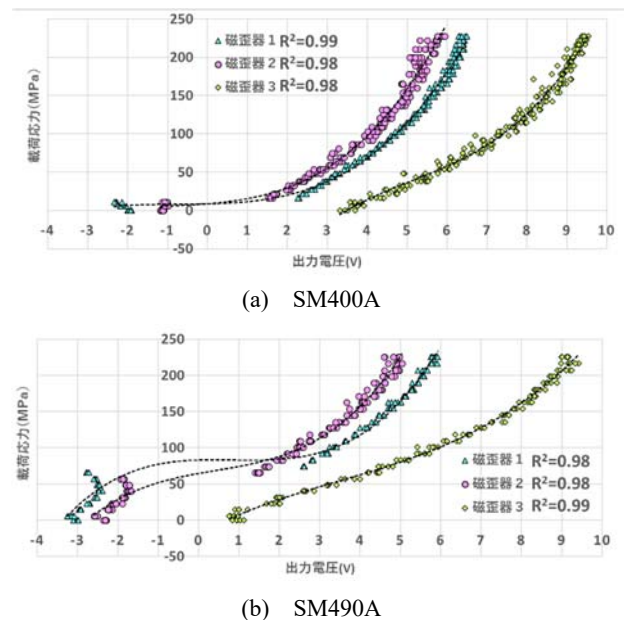 250
200
150
100
50
0
-50
載荷応力(MPa)
磁歪器1 R²=0.99
磁歪器2 R²=0.98
磁歪器3 R²=0.98
-3 -2 -1 0 1 2 3 4 5 6 7 8 9 10
出力電圧(V)
(a) SM400A
250
200
150
100
50
0
-50
載荷応力(MPa)
磁歪器1 R²=0.98
磁歪器2 R²=0.98
磁歪器3 R²=0.99
-4 -3 -2 -1 0 1 2 3 4 5 6 7 8 9 10
出力電圧(V)
(b) SM490A